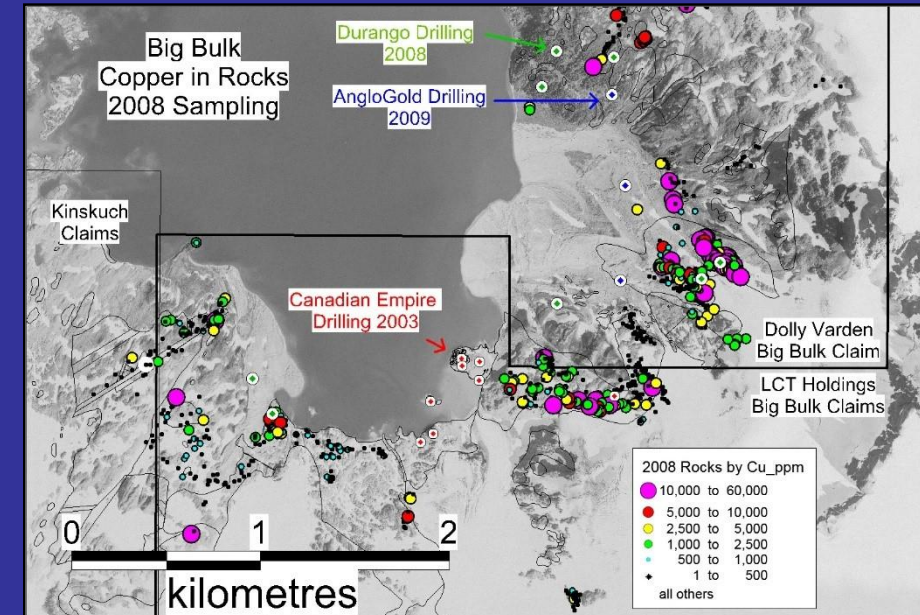 Big Bulk
Copper in Rocks
2008 Sampling
Durango Drilling
2008
AngloGold Drilling
2009
Kinskuch
Claims
Canadian Empire
Drilling 2003
Dolly Varden
Big Bulk Claim
LCT Holdings
Big Bulk Claims
2008 Rocks by Cu_ppm
10,000 to 60,000
5,000 to 10,000
2,500 to 5,000
1,000 to 2,500
500 to 1,000
1 to 500
all others
0 1 2
kilometres